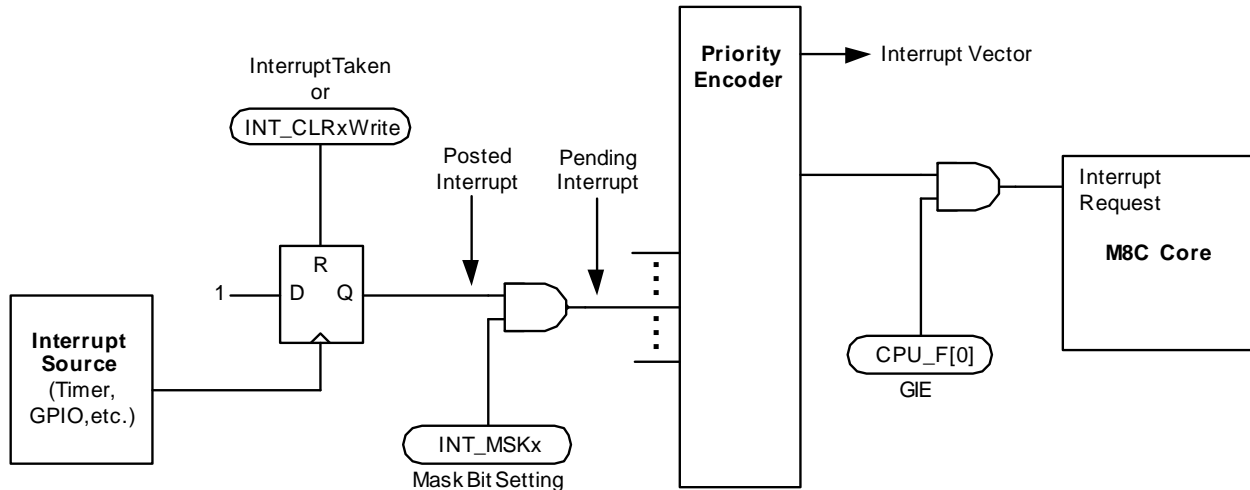 InterruptTaken
or
INT_CLRxWrite
Posted
Interrupt
Pending
Interrupt
Priority
Encoder
Interrupt Vector
Interrupt
Request
M8C Core
R
1
D
Q
Interrupt
Source
(Timer,
GPIO,etc.)
INT_MSKx
Mask Bit Setting
CPU_F[0]
GIE